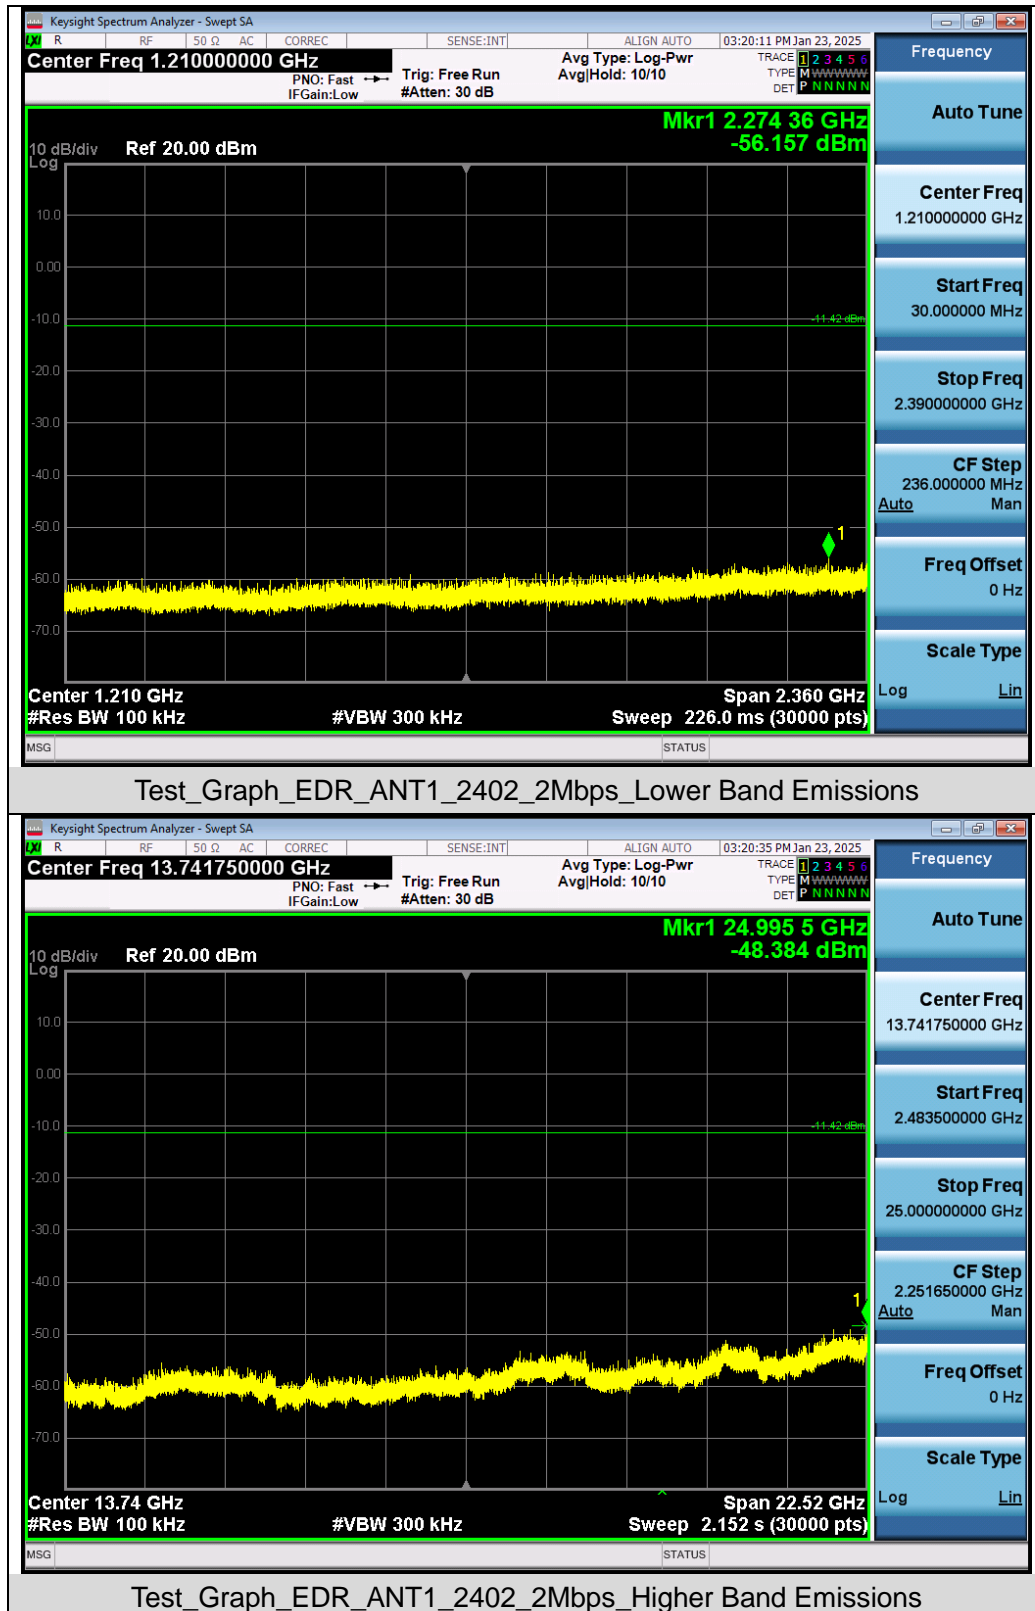 Keysight Spectrum Analyzer - Swept SA
LXI R RF 50 Ω AC CORREC SENSE:INT ALIGN AUTO 03:20:11 PM Jan 23, 2025
Center Freq 1.210000000 GHz
PNO: Fast
IFGain:Low
Trig: Free Run
#Atten: 30 dB
Avg Type: Log-Pwr
Avg|Hold: 10/10
TRACE 1 2 3 4 5 6
TYPE M WWWWW
DET P N N N N N
Mkr1 2.274 36 GHz
-56.157 dBm
10 dB/div Ref 20.00 dBm
Log
10.0
0.00
-10.0
-11.42 dBm
-20.0
-30.0
-40.0
-50.0
1
-60.0
-70.0
Center 1.210 GHz Span 2.360 GHz
#Res BW 100 kHz #VBW 300 kHz Sweep 226.0 ms (30000 pts)
MSG STATUS
Frequency
Auto Tune
Center Freq
1.210000000 GHz
Start Freq
30.000000 MHz
Stop Freq
2.390000000 GHz
CF Step
236.000000 MHz
Auto Man
Freq Offset
0 Hz
Scale Type
Log Lin
Test_Graph_EDR_ANT1_2402_2Mbps_Lower Band Emissions
Keysight Spectrum Analyzer - Swept SA
LXI R RF 50 Ω AC CORREC SENSE:INT ALIGN AUTO 03:20:35 PM Jan 23, 2025
Center Freq 13.741750000 GHz
PNO: Fast
IFGain:Low
Trig: Free Run
#Atten: 30 dB
Avg Type: Log-Pwr
Avg|Hold: 10/10
TRACE 1 2 3 4 5 6
TYPE M WWWWW
DET P N N N N N
Mkr1 24.995 5 GHz
-48.384 dBm
10 dB/div Ref 20.00 dBm
Log
10.0
0.00
-10.0
-11.42 dBm
-20.0
-30.0
-40.0
1
-50.0
-60.0
-70.0
Center 13.74 GHz Span 22.52 GHz
#Res BW 100 kHz #VBW 300 kHz Sweep 2.152 s (30000 pts)
MSG STATUS
Frequency
Auto Tune
Center Freq
13.741750000 GHz
Start Freq
2.483500000 GHz
Stop Freq
25.000000000 GHz
CF Step
2.251650000 GHz
Auto Man
Freq Offset
0 Hz
Scale Type
Log Lin
Test_Graph_EDR_ANT1_2402_2Mbps_Higher Band Emissions